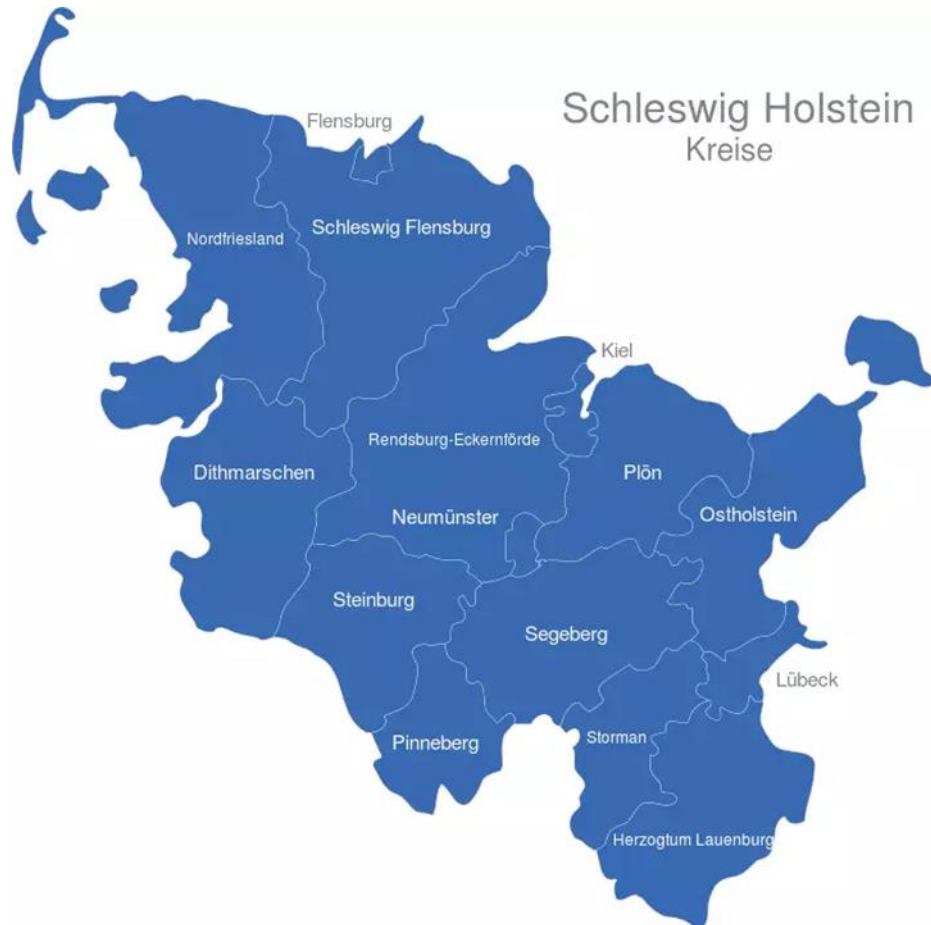 Schleswig Holstein
Kreise
Flensburg
Schleswig Flensburg
Nordfriesland
Kiel
Rendsburg-Eckernförde
Dithmarschen
Plön
Neumünster
Ostholstein
Steinburg
Segeberg
Lübeck
Pinneberg
Storman
Herzogtum Lauenburg